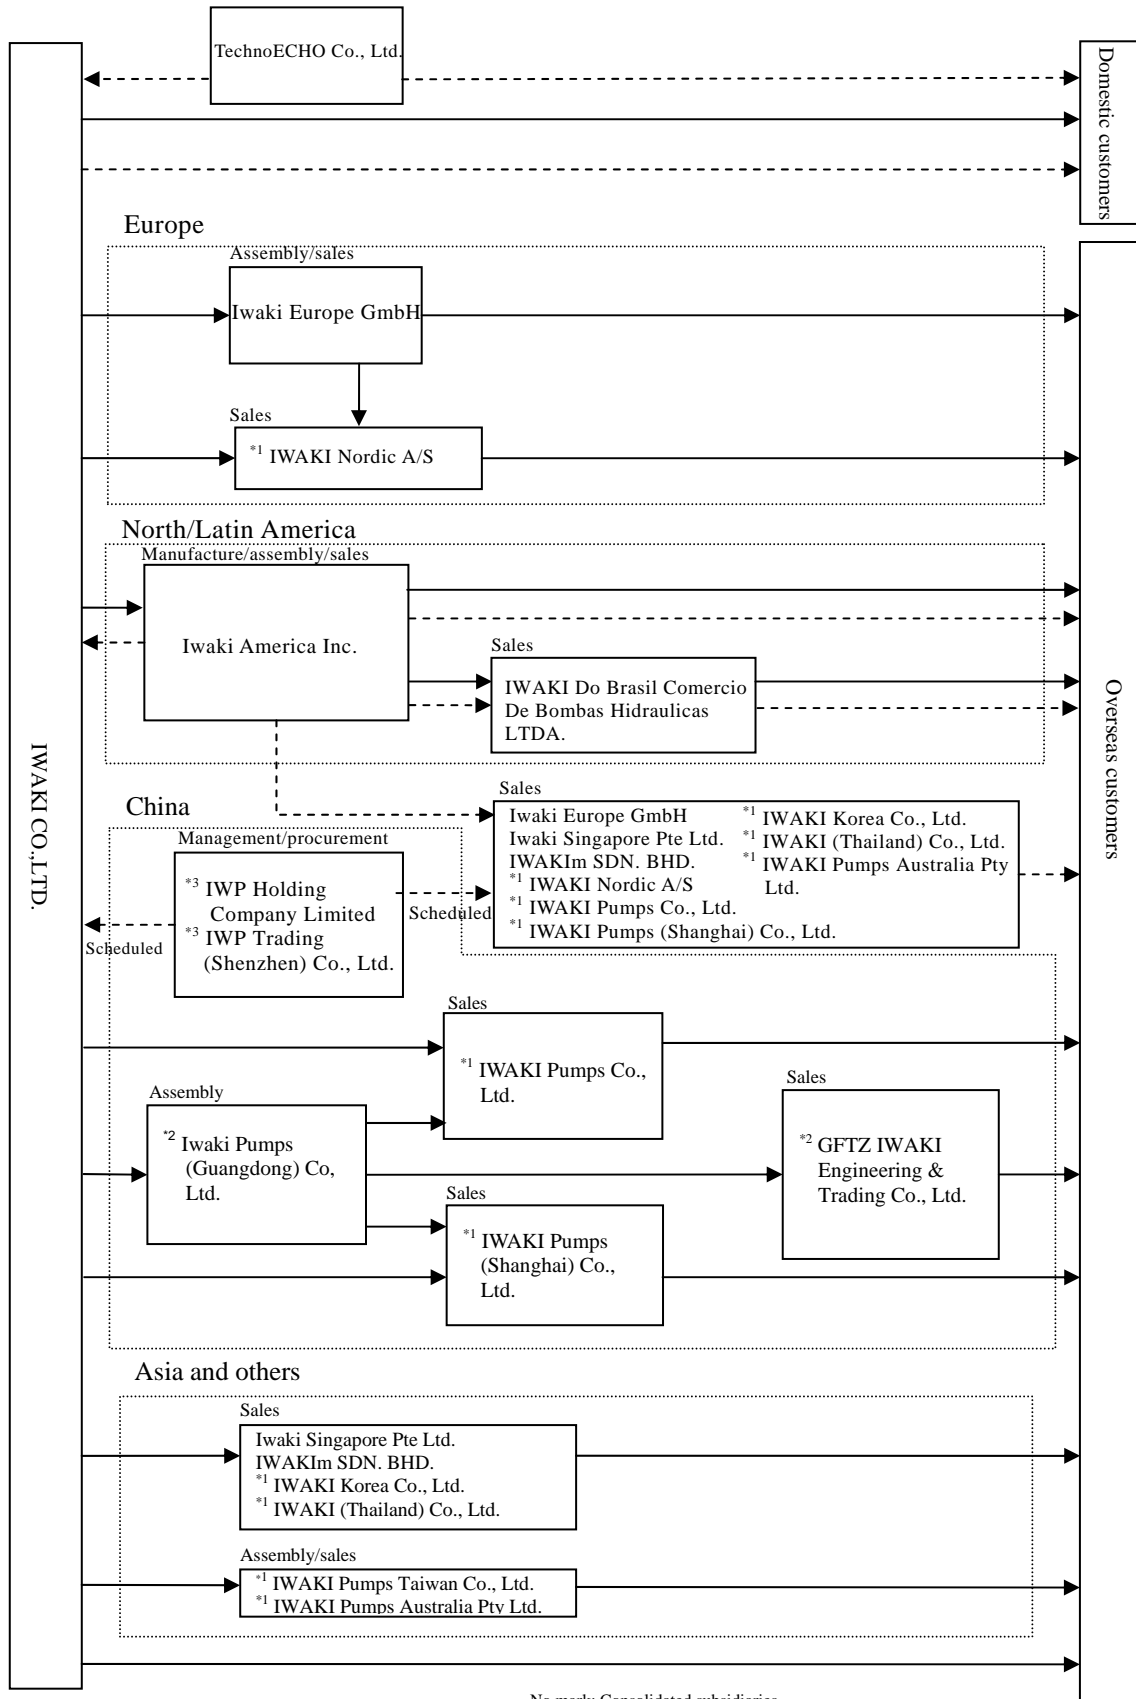 TechnoECHO Co., Ltd.
Domestic customers
Europe
Assembly/sales
Iwaki Europe GmbH
Sales
*1 IWAKI Nordic A/S
North/Latin America
Manufacture/assembly/sales
Iwaki America Inc.
Sales
IWAKI Do Brasil Comercio
De Bombas Hidraulicas
LTDA.
IWAKI CO.,LTD.
Overseas customers
China
Management/procurement
*3 IWP Holding
Company Limited
*3 IWP Trading
(Shenzhen) Co., Ltd.
Scheduled
Scheduled
Sales
Iwaki Europe GmbH
Iwaki Singapore Pte Ltd.
IWAKIm SDN. BHD.
*1 IWAKI Nordic A/S
*1 IWAKI Pumps Co., Ltd.
*1 IWAKI Pumps (Shanghai) Co., Ltd.
*1 IWAKI Korea Co., Ltd.
*1 IWAKI (Thailand) Co., Ltd.
*1 IWAKI Pumps Australia Pty
Ltd.
Sales
*1 IWAKI Pumps Co.,
Ltd.
Assembly
*2 Iwaki Pumps
(Guangdong) Co,
Ltd.
Sales
*2 GFTZ IWAKI
Engineering &
Trading Co., Ltd.
Sales
*1 IWAKI Pumps
(Shanghai) Co.,
Ltd.
Asia and others
Sales
Iwaki Singapore Pte Ltd.
IWAKIm SDN. BHD.
*1 IWAKI Korea Co., Ltd.
*1 IWAKI (Thailand) Co., Ltd.
Assembly/sales
*1 IWAKI Pumps Taiwan Co., Ltd.
*1 IWAKI Pumps Australia Pty Ltd.
No mark: Consolidated subsidiaries